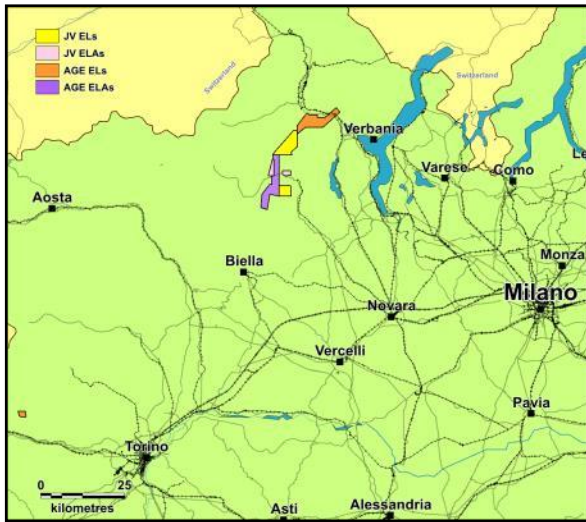 JV ELs
JV ELAs
AGE ELs
AGE ELAs
Switzerland
Switzerland
Verbania
Varese
Como
Le
Aosta
Biella
Monza
Milano
Novara
Vercelli
Pavia
Torino
0 25
kilometres
Asti
Alessandria